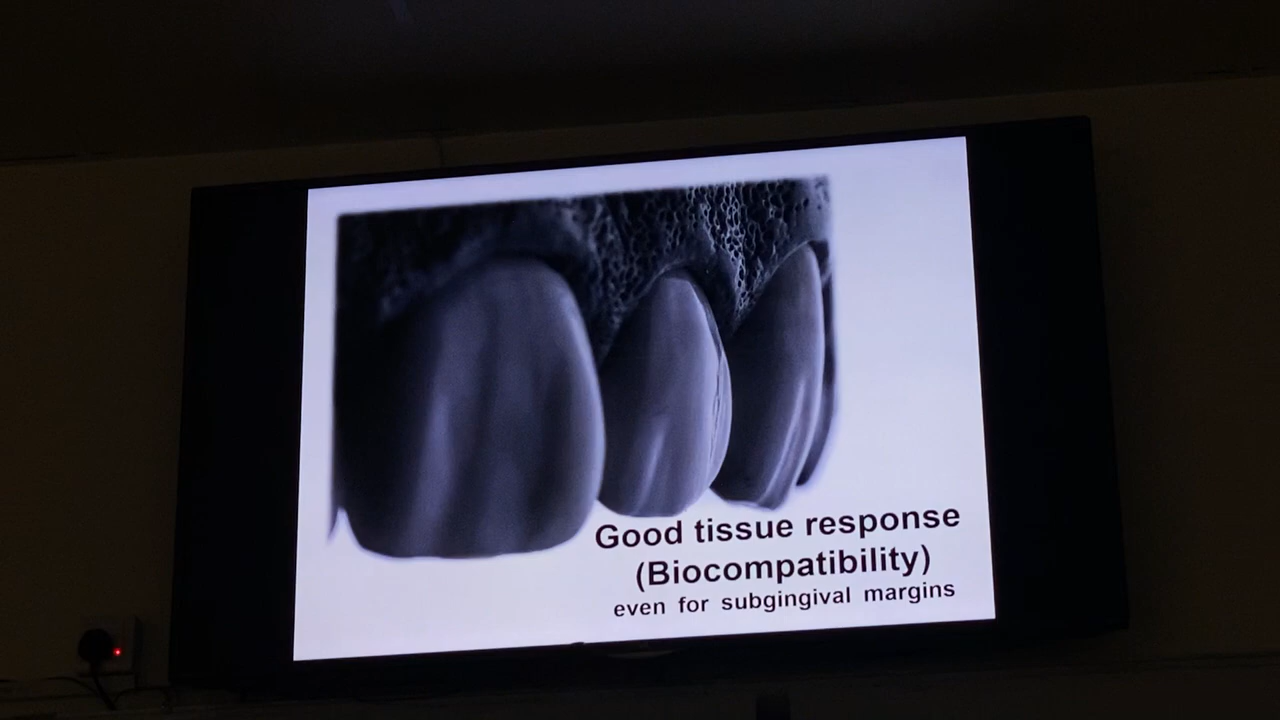 Good tissue response
(Biocompatibility)
even for subgingival margins